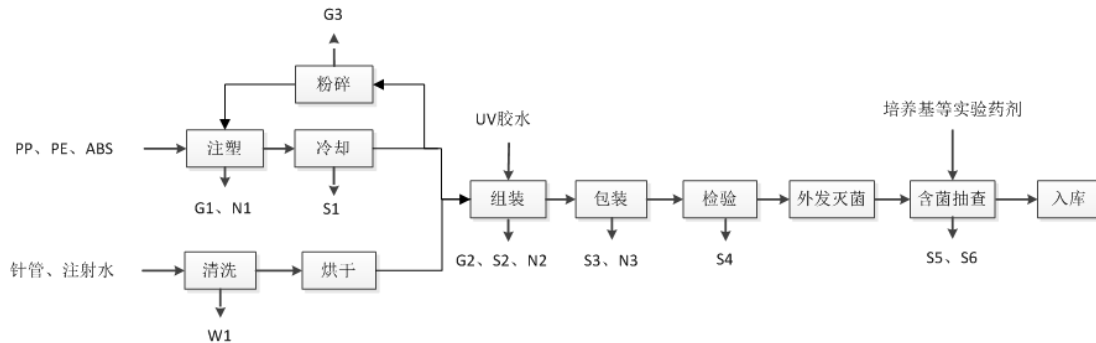 G3
粉碎
UV胶水
培养基等实验药剂
PP、PE、ABS
注塑
冷却
G1、N1
S1
组装
包装
检验
外发灭菌
含菌抽查
入库
G2、S2、N2
S3、N3
S4
S5、S6
针管、注射水
清洗
烘干
W1